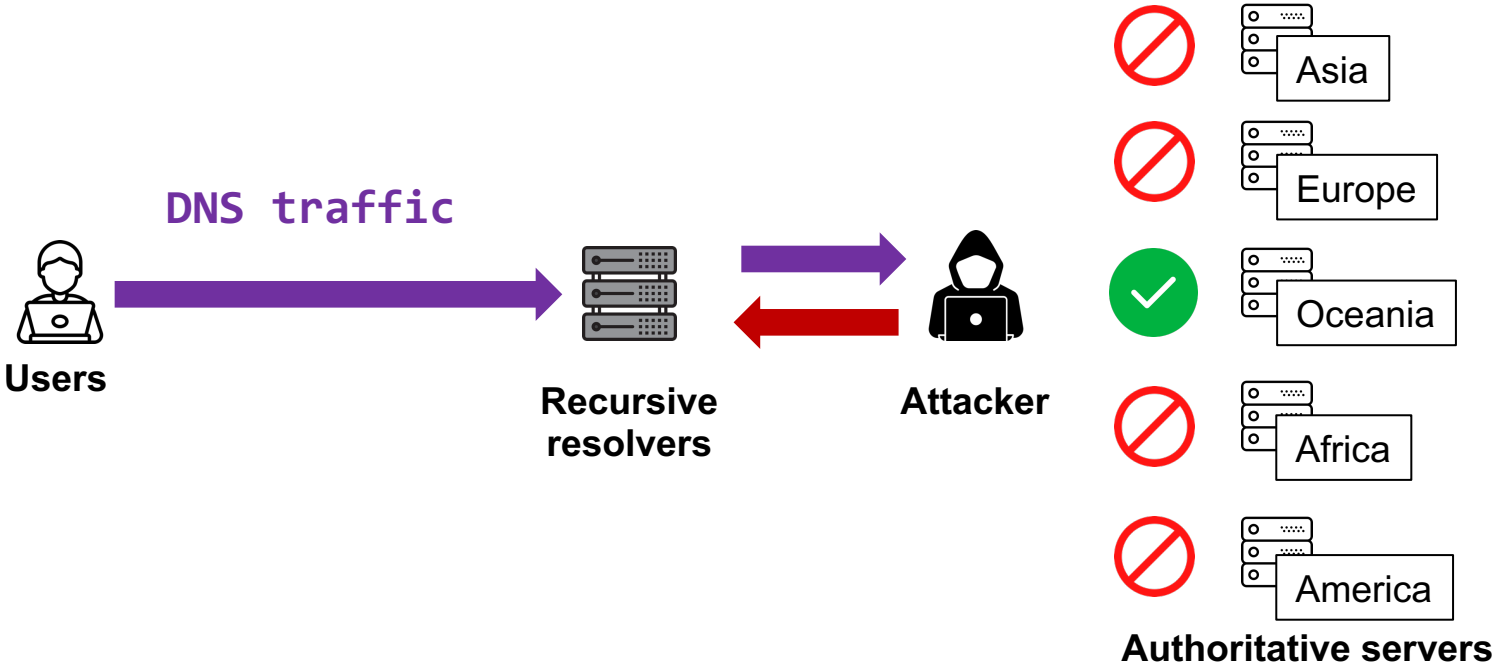 Asia
Europe
DNS traffic
Oceania
Users
Recursive
resolvers
Attacker
Africa
America
Authoritative servers